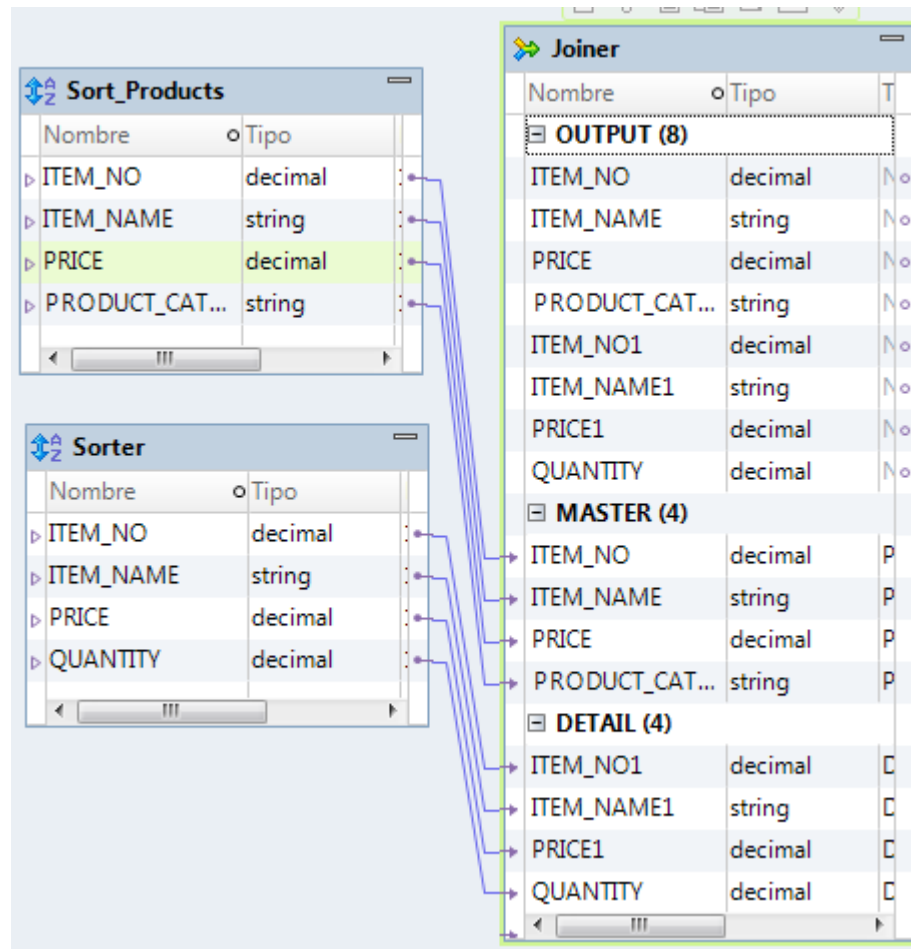 Sort_Products
Nombre Tipo
ITEM_NO decimal
ITEM_NAME string
PRICE decimal
PRODUCT_CAT... string
Sorter
Nombre Tipo
ITEM_NO decimal
ITEM_NAME string
PRICE decimal
QUANTITY decimal
Joiner
Nombre Tipo T
OUTPUT (8)
ITEM_NO decimal N
ITEM_NAME string N
PRICE decimal N
PRODUCT_CAT... string N
ITEM_NO1 decimal N
ITEM_NAME1 string N
PRICE1 decimal N
QUANTITY decimal N
MASTER (4)
ITEM_NO decimal P
ITEM_NAME string P
PRICE decimal P
PRODUCT_CAT... string P
DETAIL (4)
ITEM_NO1 decimal D
ITEM_NAME1 string D
PRICE1 decimal D
QUANTITY decimal D